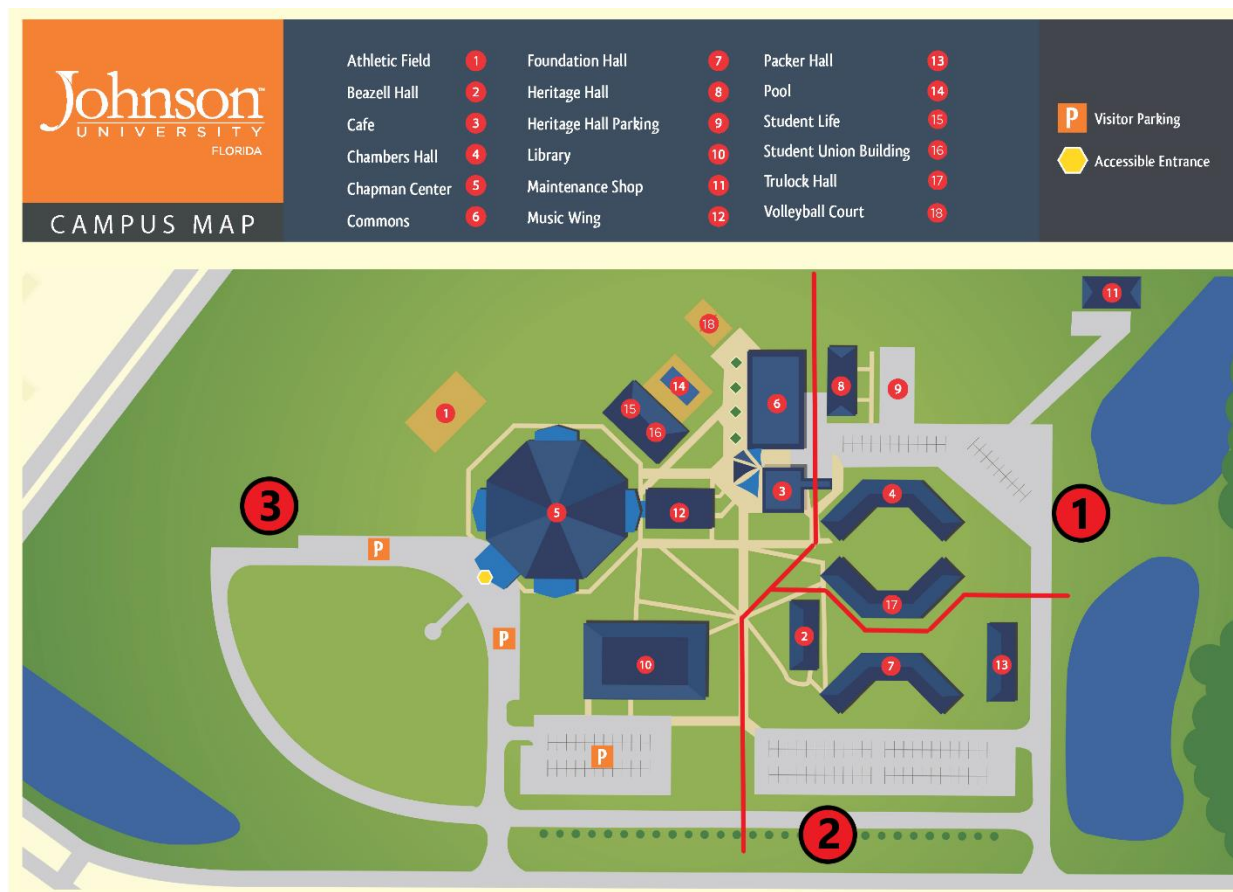 Johnson™
UNIVERSITY
FLORIDA
CAMPUS MAP
Athletic Field 1
Beazell Hall 2
Cafe 3
Chambers Hall 4
Chapman Center 5
Commons 6
Foundation Hall 7
Heritage Hall 8
Heritage Hall Parking 9
Library 10
Maintenance Shop 11
Music Wing 12
Packer Hall 13
Pool 14
Student Life 15
Student Union Building 16
Trulock Hall 17
Volleyball Court 18
P Visitor Parking
Accessible Entrance
11
18
8
9
14
6
15
1
16
3
4
5
12
3
1
P
17
P
2
10
7
13
P
2